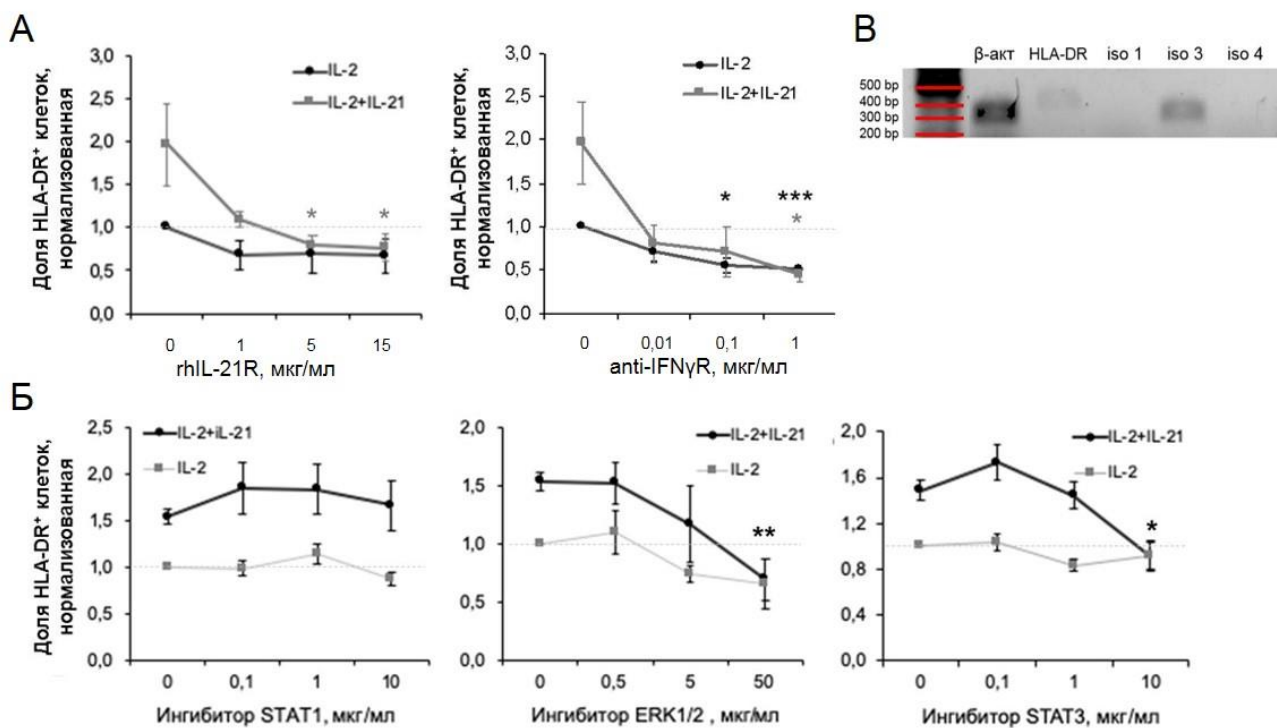 А
Доля HLA-DR⁺ клеток,
нормализованная
3,0
2,5
2,0
1,5
1,0
0,5
0,0
IL-2
IL-2+IL-21
*
*
0 1 5 15
rhIL-21R, мкг/мл
Доля HLA-DR⁺ клеток,
нормализованная
3,0
2,5
2,0
1,5
1,0
0,5
0,0
IL-2
IL-2+IL-21
*
***
*
0 0,01 0,1 1
anti-IFNγR, мкг/мл
В
β-акт HLA-DR iso 1 iso 3 iso 4
500 bp
400 bp
300 bp
200 bp
Б
Доля HLA-DR⁺ клеток,
нормализованная
2,5
2,0
1,5
1,0
0,5
0,0
IL-2+iL-21
IL-2
0 0,1 1 10
Ингибитор STAT1, мкг/мл
2,0
1,5
1,0
0,5
0,0
IL-2+IL-21
IL-2
**
0 0,5 5 50
Ингибитор ERK1/2 , мкг/мл
2,0
1,6
1,2
0,8
0,4
0,0
IL-2+IL-21
IL-2
*
0 0,1 1 10
Ингибитор STAT3, мкг/мл